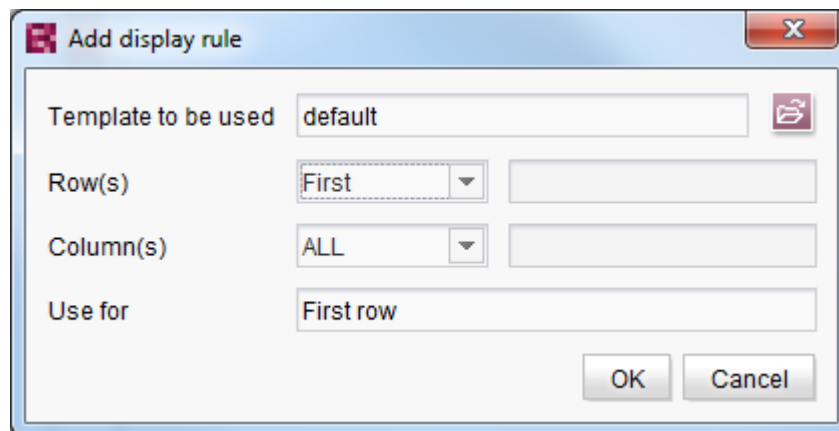 Add display rule
Template to be used default
Row(s) First
Column(s) ALL
Use for First row
OK Cancel